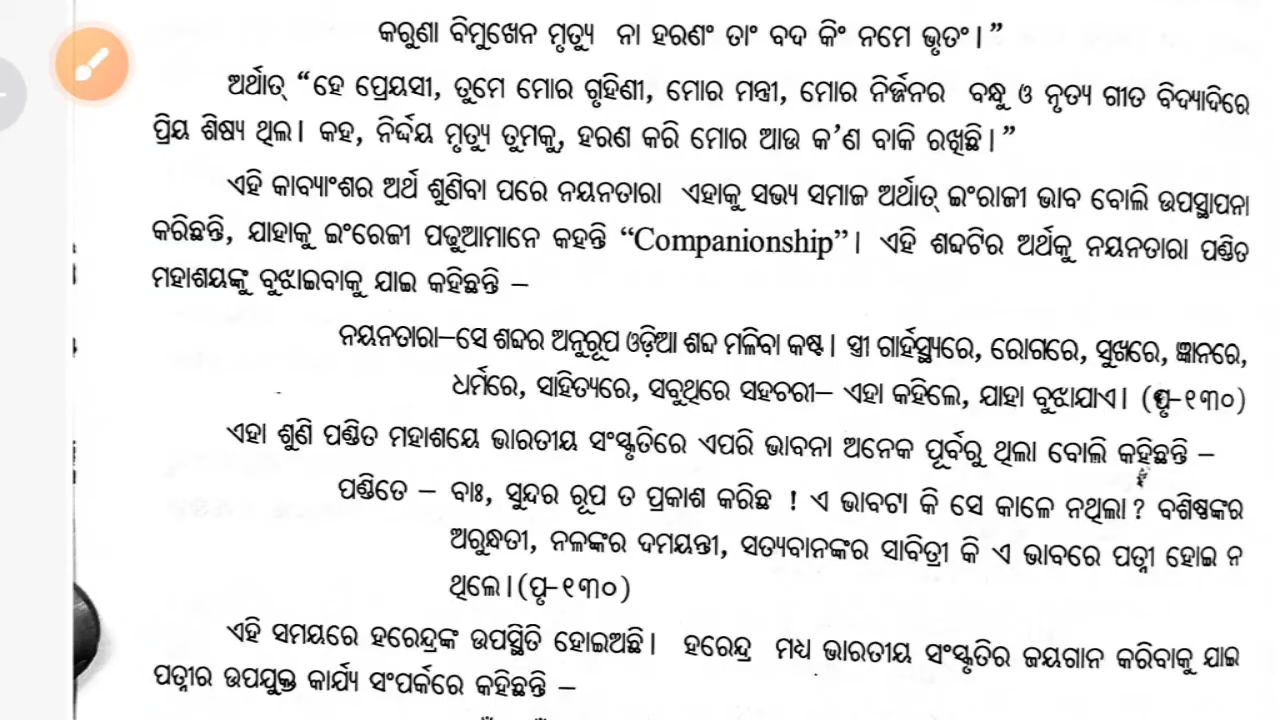 କରୁଣା ବିମୁଖେନ ମୃତ୍ୟୁ ନା ହରଣଂ ତାଂ ବଦ କିଂ ନମେ ଭୃତଂ।”
ଅର୍ଥାତ୍ “ହେ ପ୍ରେୟସୀ, ତୁମେ ମୋର ଗୃହିଣୀ, ମୋର ମନ୍ତ୍ରୀ, ମୋର ନିର୍ଜ୍ଜନର ବନ୍ଧୁ ଓ ନୃତ୍ୟ ଗୀତ ବିଦ୍ୟାଦିରେ
ପ୍ରିୟ ଶିଷ୍ୟ ଥିଲ। କହ, ନିର୍ଦ୍ଦୟ ମୃତ୍ୟୁ ତୁମକୁ, ହରଣ କରି ମୋର ଆଉ କ’ଣ ବାକି ରଖିଛି।”
ଏହି କାବ୍ୟାଂଶର ଅର୍ଥ ଶୁଣିବା ପରେ ନୟନତାରା ଏହାକୁ ସଭ୍ୟ ସମାଜ ଅର୍ଥାତ୍ ଇଂରାଜୀ ଭାବ ବୋଲି ଉପସ୍ଥାପନା
କରିଛନ୍ତି, ଯାହାକୁ ଇଂରେଜୀ ପଢୁଆମାନେ କହନ୍ତି “Companionship”। ଏହି ଶବ୍ଦଟିର ଅର୍ଥକୁ ନୟନତାରା ପଣ୍ଡିତ
ମହାଶୟଙ୍କୁ ବୁଝାଇବାକୁ ଯାଇ କହିଛନ୍ତି –
ନୟନତାରା–ସେ ଶବ୍ଦର ଅନୁରୂପ ଓଡ଼ିଆ ଶବ୍ଦ ମଳିବା କଷ୍ଟ। ସ୍ତ୍ରୀ ଗାର୍ହସ୍ଥ୍ୟରେ, ରୋଗରେ, ସୁଖରେ, ଜ୍ଞାନରେ,
ଧର୍ମରେ, ସାହିତ୍ୟରେ, ସବୁଥିରେ ସହଚରୀ– ଏହା କହିଲେ, ଯାହା ବୁଝାଯାଏ। (ପୃ-୧୩୦)
ଏହା ଶୁଣି ପଣ୍ଡିତ ମହାଶୟେ ଭାରତୀୟ ସଂସ୍କୃତିରେ ଏପରି ଭାବନା ଅନେକ ପୂର୍ବରୁ ଥିଲା ବୋଲି କହିଛନ୍ତି –
ପଣ୍ଡିତେ – ବାଃ, ସୁନ୍ଦର ରୂପ ତ ପ୍ରକାଶ କରିଛ ! ଏ ଭାବଟା କି ସେ କାଳେ ନଥିଲା? ବଶିଷ୍ଠଙ୍କର
ଅରୁନ୍ଧତୀ, ନଳଙ୍କର ଦମୟନ୍ତୀ, ସତ୍ୟବାନଙ୍କର ସାବିତ୍ରୀ କି ଏ ଭାବରେ ପତ୍ନୀ ହୋଇ ନ
ଥିଲେ।(ପୃ-୧୩୦)
ଏହି ସମୟରେ ହରେନ୍ଦ୍ରଙ୍କ ଉପସ୍ଥିତି ହୋଇଅଛି। ହରେନ୍ଦ୍ର ମଧ୍ୟ ଭାରତୀୟ ସଂସ୍କୃତିର ଜୟଗାନ କରିବାକୁ ଯାଇ
ପତ୍ନୀର ଉପଯୁକ୍ତ କାର୍ଯ୍ୟ ସଂପର୍କରେ କହିଛନ୍ତି –